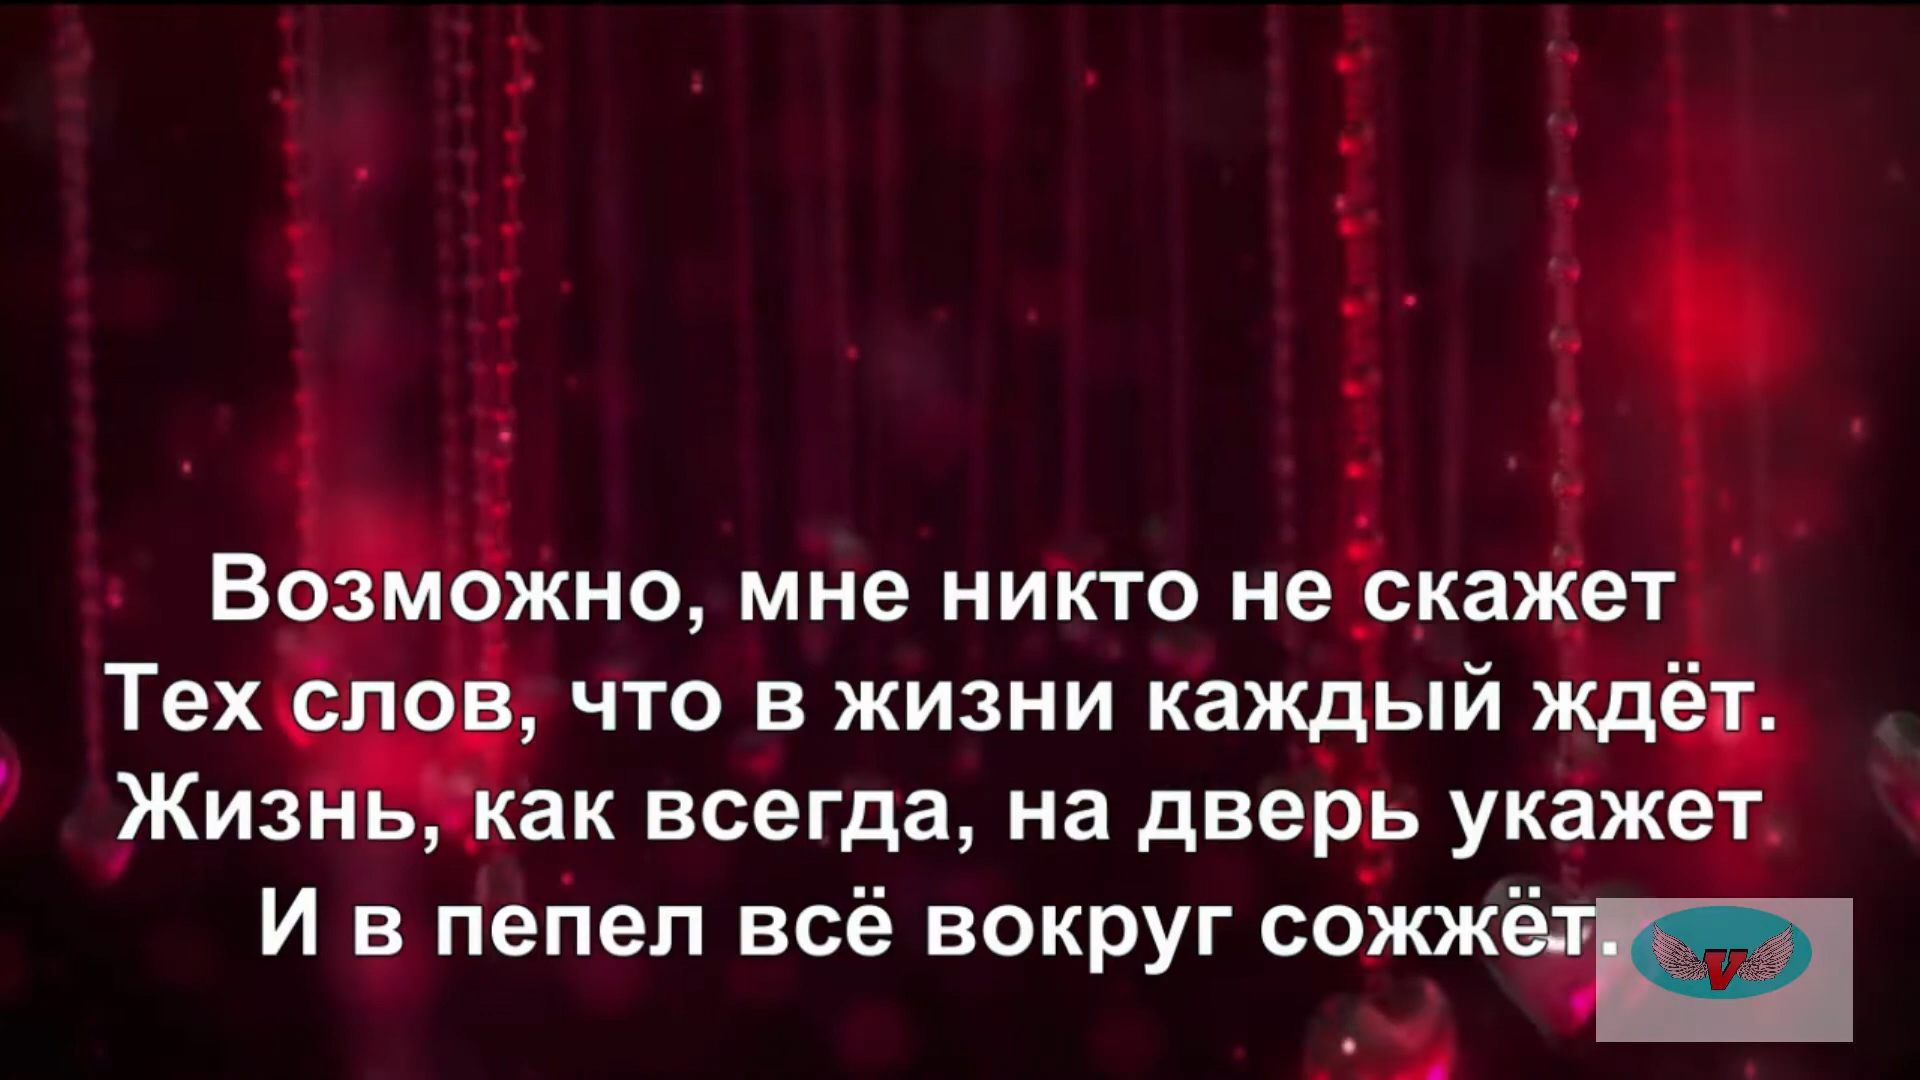 Возможно, мне никто не скажет
Тех слов, что в жизни каждый ждёт.
Жизнь, как всегда, на дверь укажет
И в пепел всё вокруг сожжёт.
V